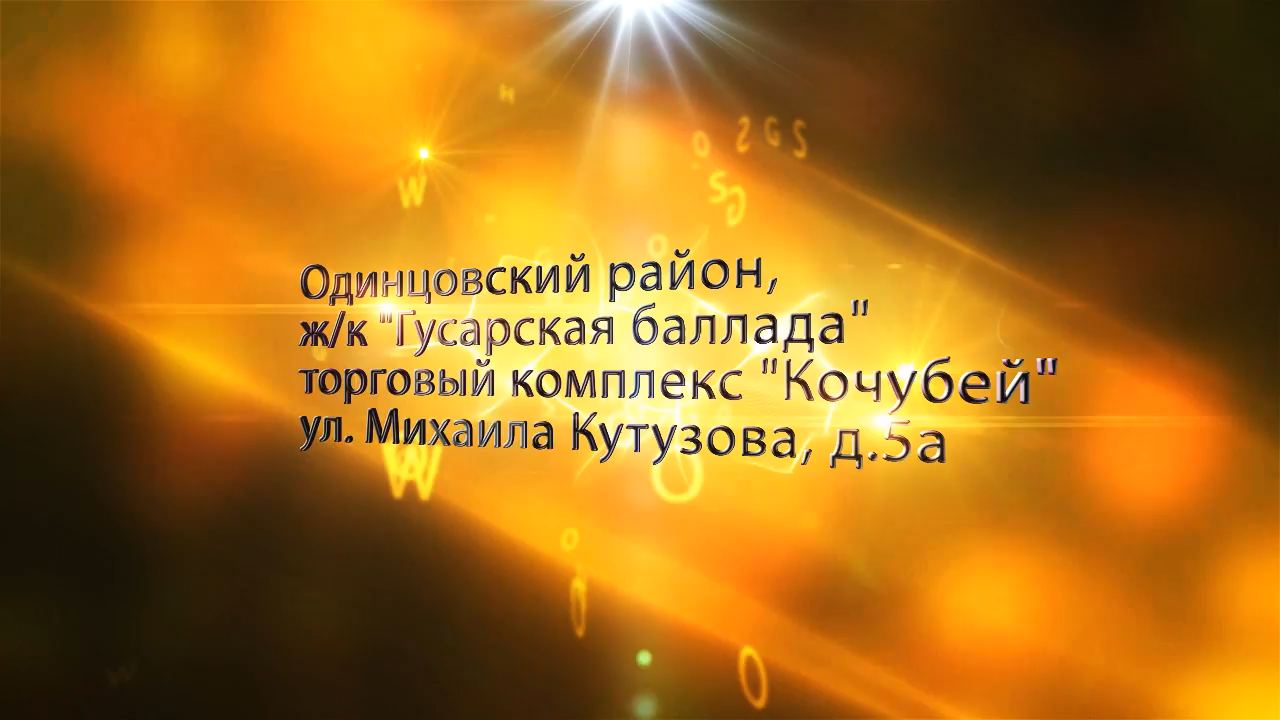 Одинцовский район,
ж/к "Гусарская баллада"
торговый комплекс "Кочубей"
ул. Михаила Кутузова, д.5а